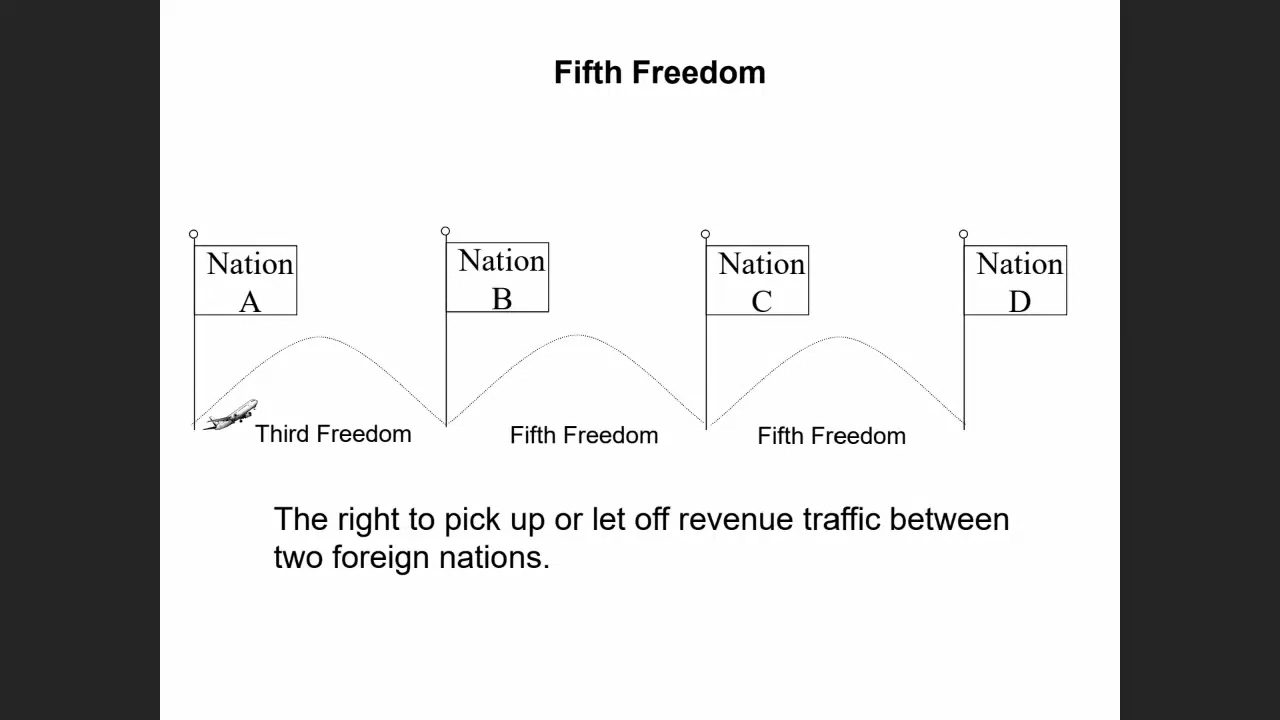 Fifth Freedom
Nation
A
Nation
B
Nation
C
Nation
D
Third Freedom
Fifth Freedom
Fifth Freedom
The right to pick up or let off revenue traffic between
two foreign nations.